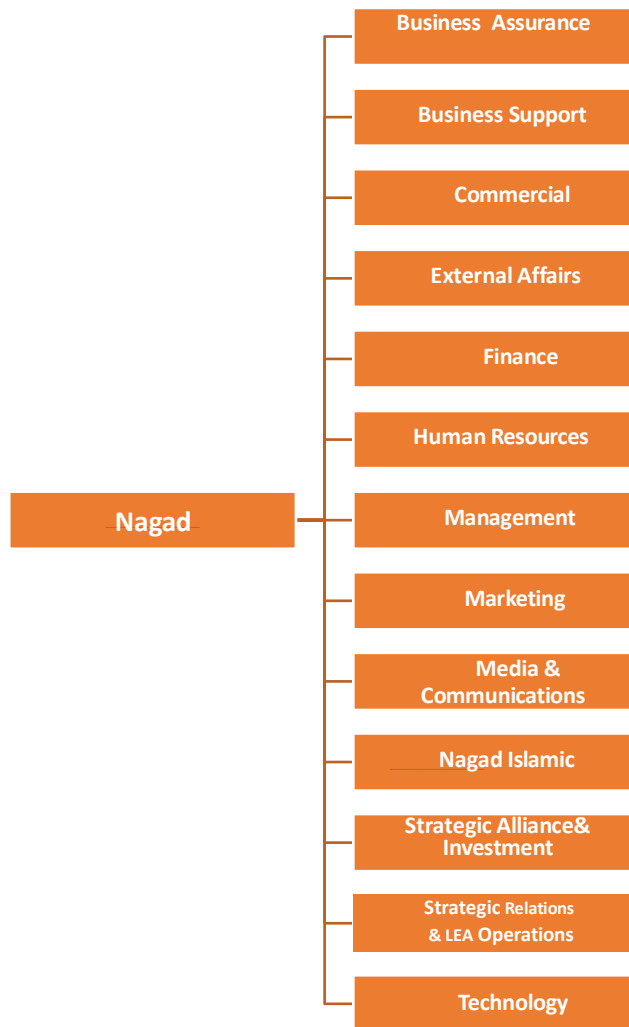 Business Assurance
Business Support
Commercial
External Affairs
Finance
Human Resources
Nagad
Management
Marketing
Media &
Communications
Nagad Islamic
Strategic Alliance&
Investment
Strategic Relations
& LEA Operations
Technology